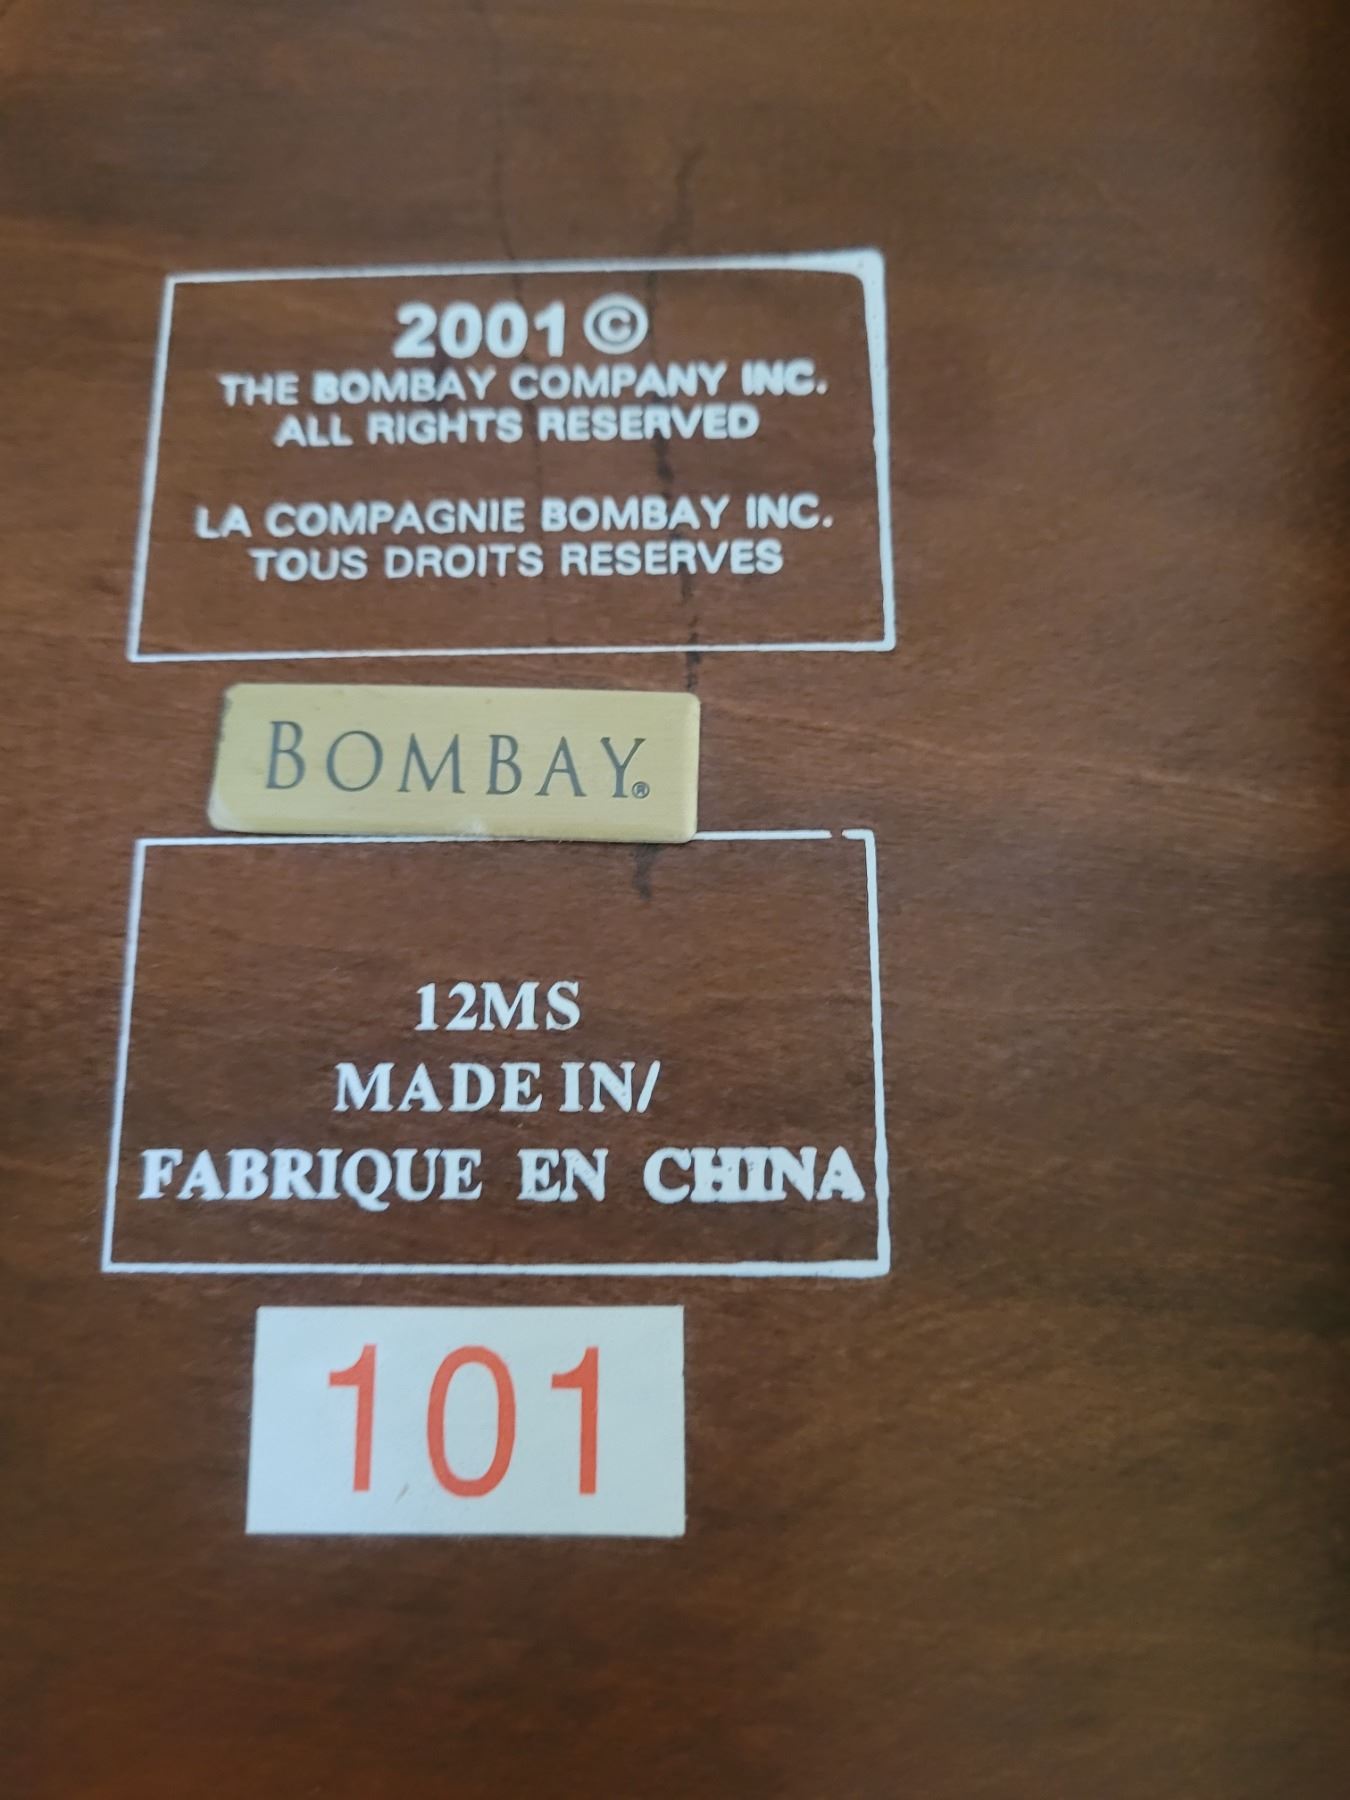 2001 ©
THE BOMBAY COMPANY INC.
ALL RIGHTS RESERVED
LA COMPAGNIE BOMBAY INC.
TOUS DROITS RESERVES
BOMBAY®
12MS
MADE IN/
FABRIQUE EN CHINA
101